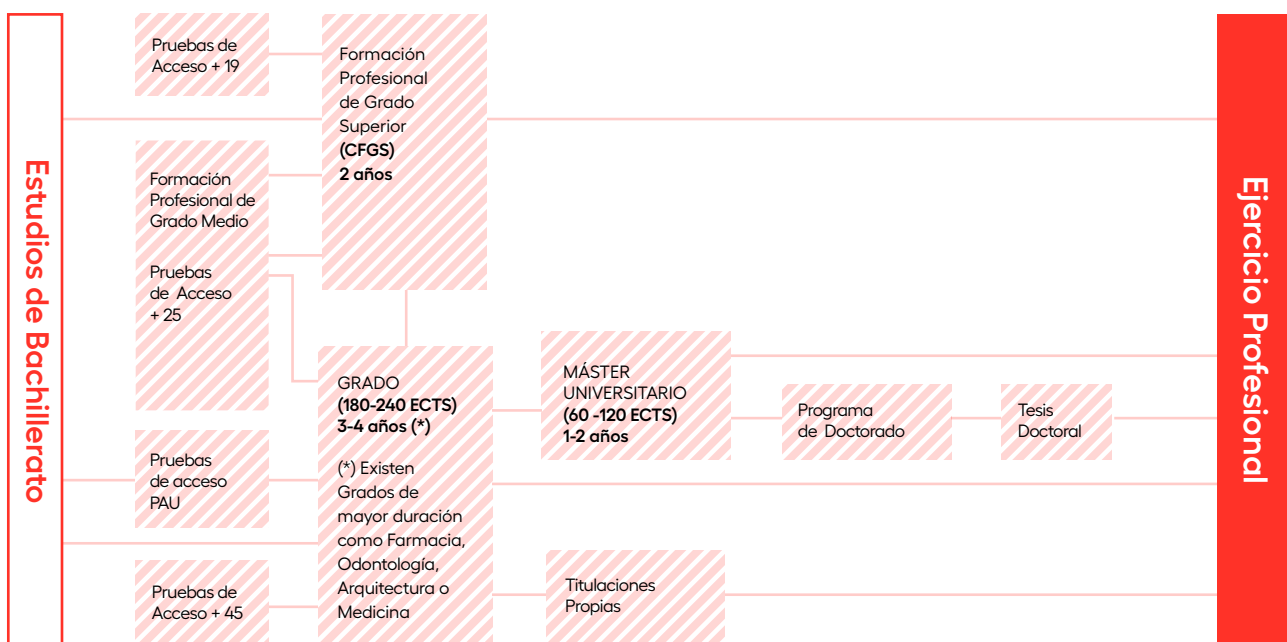 Estudios de Bachillerato
Pruebas de
Acceso + 19
Formación
Profesional
de Grado
Superior
(CFGS)
2 años
Formación
Profesional de
Grado Medio
Pruebas
de Acceso
+ 25
GRADO
(180-240 ECTS)
3-4 años (*)
(*) Existen
Grados de
mayor duración
como Farmacia,
Odontología,
Arquitectura o
Medicina
MÁSTER
UNIVERSITARIO
(60 -120 ECTS)
1-2 años
Programa
de Doctorado
Tesis
Doctoral
Pruebas
de acceso
PAU
Pruebas de
Acceso + 45
Titulaciones
Propias
Ejercicio Profesional